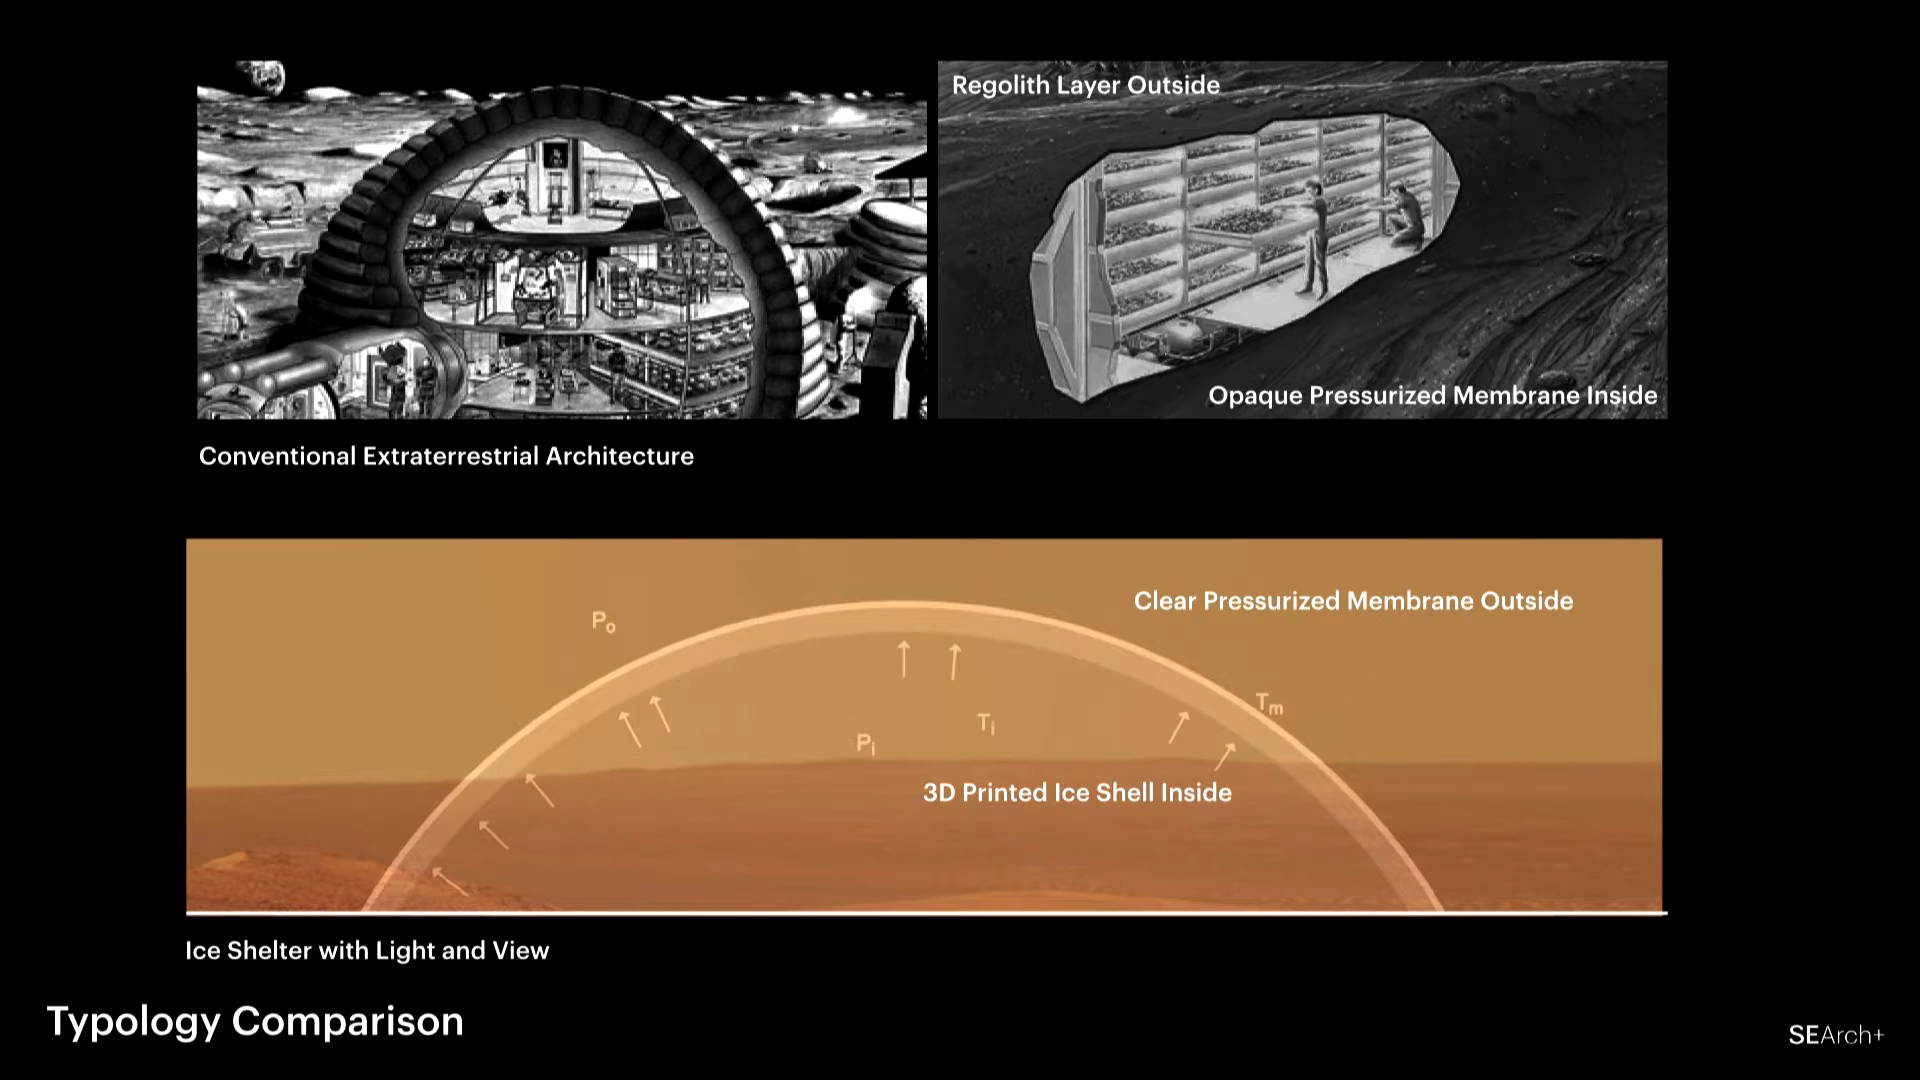 Regolith Layer Outside
Opaque Pressurized Membrane Inside
Conventional Extraterrestrial Architecture
Clear Pressurized Membrane Outside
Po
Tm
Ti
Pi
3D Printed Ice Shell Inside
Ice Shelter with Light and View
Typology Comparison
SEArch+